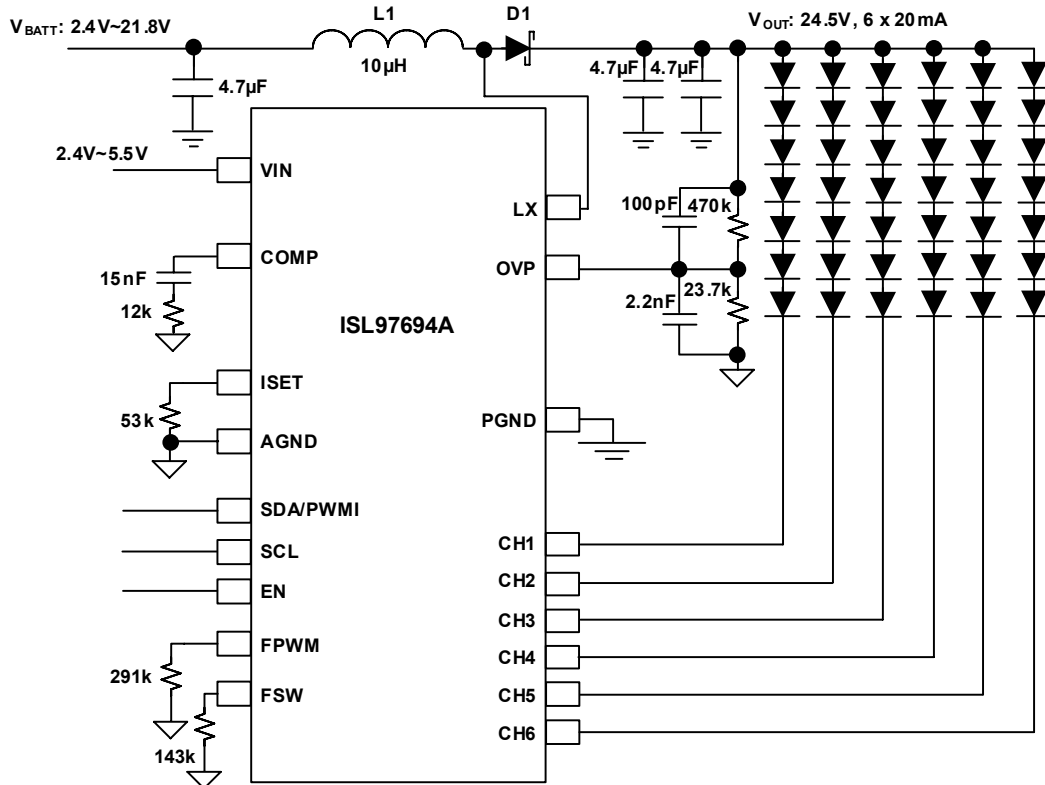 L1
D1
VBATT: 2.4V~21.8V
VOUT: 24.5V, 6 x 20mA
10µH
4.7µF
4.7µF
4.7µF
2.4V~5.5V
VIN
LX
100pF
470k
COMP
OVP
15nF
12k
2.2nF
23.7k
ISL97694A
ISET
53k
PGND
AGND
SDA/PWMI
SCL
EN
FPWM
291k
FSW
143k
CH1
CH2
CH3
CH4
CH5
CH6